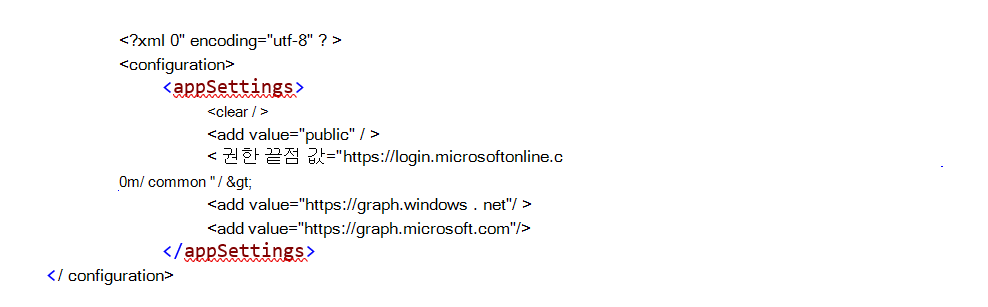 <?xml 0" encoding="utf-8" ? >
<configuration>
<appSettings>
<clear / >
<add value="public" / >
< 권한 끝점 값="https://login.microsoftonline.c
0m/ common " / &gt;
<add value="https://graph.windows . net"/ >
<add value="https://graph.microsoft.com"/>
</appSettings>
</ configuration>